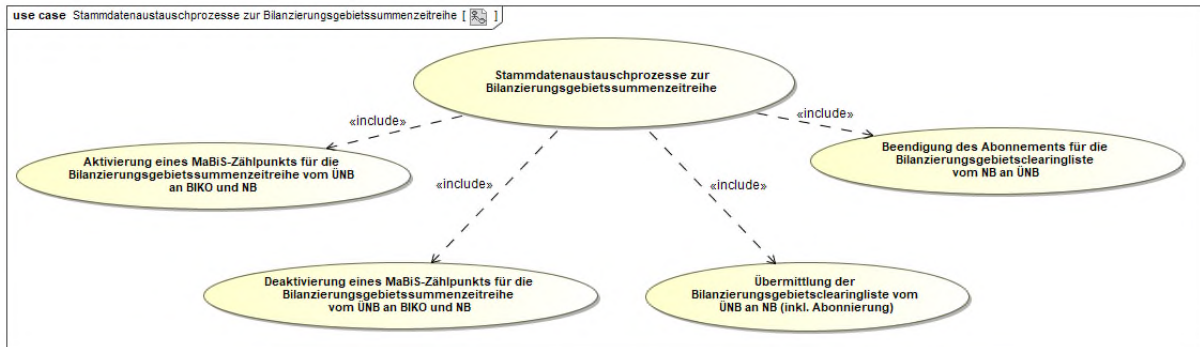 use case Stammdatenaustauschprozesse zur Bilanzierungsgebietssummenzeitreihe [ ]
Stammdatenaustauschprozesse zur
Bilanzierungsgebietssummenzeitreihe
«include»
«include»
Aktivierung eines MaBiS-Zählpunkts für die
Bilanzierungsgebietssummenzeitreihe vom ÜNB
an BIKO und NB
Beendigung des Abonnements für die
Bilanzierungsgebietsclearingliste
vom NB an ÜNB
«include»
«include»
Deaktivierung eines MaBiS-Zählpunkts für die
Bilanzierungsgebietssummenzeitreihe
vom ÜNB an BIKO und NB
Übermittlung der
Bilanzierungsgebietsclearingliste vom
ÜNB an NB (inkl. Abonnierung)